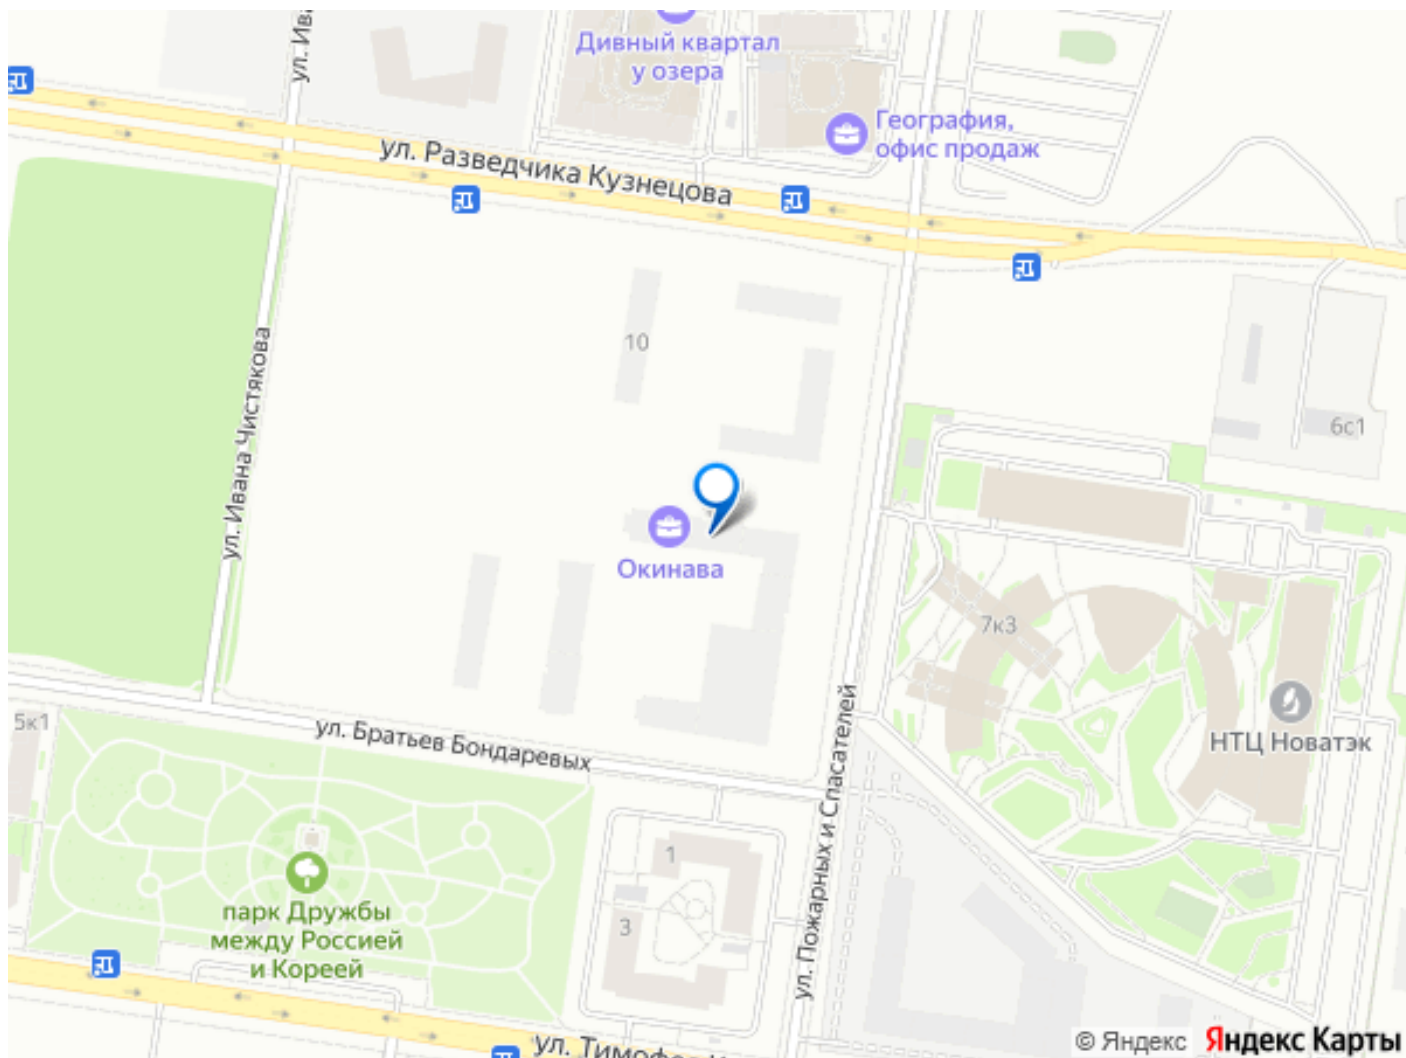 Дивный квартал
у озера
География,
офис продаж
ул. Разведчика Кузнецова
10
6с1
ул. Ивана Чистякова
Окинава
7к3
5к1
ул. Братьев Бондаревых
НТЦ Новатэк
ул. Пожарных и Спасателей
1
3
парк Дружбы
между Россией
и Кореей
ул.
© Яндекс Яндекс Карты